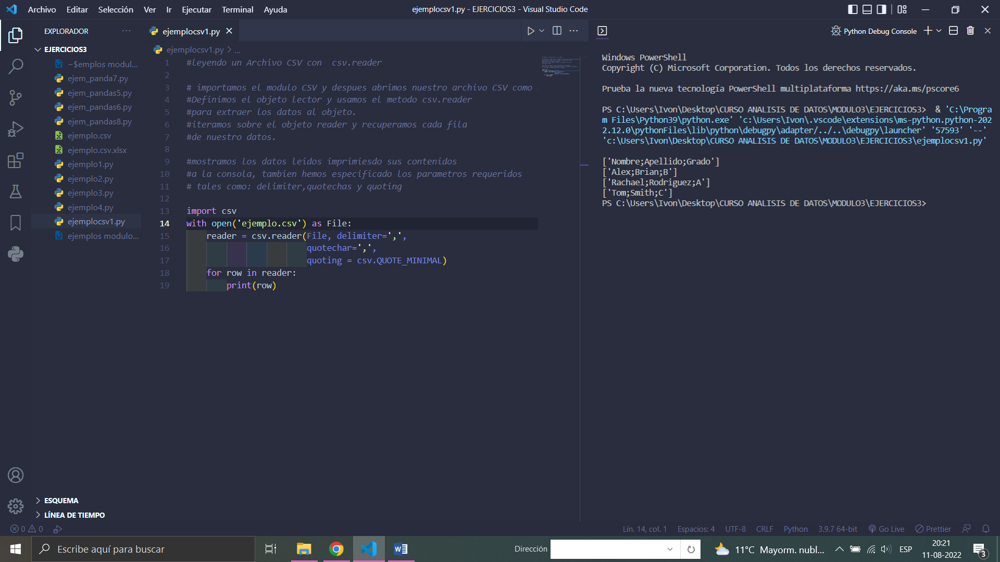 Archivo Editar Selección Ver Ir Ejecutar Terminal Ayuda
ejemplocsv1.py - EJERCICIOS3 - Visual Studio Code
EXPLORADOR
EJERCICIOS3
~$emplos modul...
ejem_panda7.py
ejem_pandas5.py
ejem_pandas6.py
ejem_pandas8.py
ejemplo.csv
ejemplo.csv.xlsx
ejemplo1.py
ejemplo2.py
ejemplo3.py
ejemplo4.py
ejemplocsv1.py
ejemplos modulo...
ESQUEMA
LÍNEA DE TIEMPO
ejemplocsv1.py
ejemplocsv1.py > ...
1 #leyendo un Archivo CSV con  csv.reader
2
3 # importamos el modulo CSV y despues abrimos nuestro archivo CSV como
4 #Definimos el objeto lector y usamos el metodo csv.reader
5 #para extraer los datos al objeto.
6 #iteramos sobre el objeto reader y recuperamos cada fila
7 #de nuestro datos.
8
9 #mostramos los datos leidos imprimiesdo sus contenidos
10 #a la consola, tambien hemos especificado los parametros requeridos
11 # tales como: delimiter,quotechas y quoting
12
13 import csv
14 with open('ejemplo.csv') as File:
15     reader = csv.reader(File, delimiter=',',
16                         quotechar=',',
17                         quoting = csv.QUOTE_MINIMAL)
18     for row in reader:
19         print(row)
Python Debug Console
Windows PowerShell
Copyright (C) Microsoft Corporation. Todos los derechos reservados.
Prueba la nueva tecnología PowerShell multiplataforma https://aka.ms/pscore6
PS C:\Users\Ivon\Desktop\CURSO ANALISIS DE DATOS\MODULO3\EJERCICIOS3>  & 'C:\Progra
m Files\Python39\python.exe' 'c:\Users\Ivon\.vscode\extensions\ms-python.python-202
2.12.0\pythonFiles\lib\python\debugpy\adapter/../..\debugpy\launcher' '57593' '--'
'c:\Users\Ivon\Desktop\CURSO ANALISIS DE DATOS\MODULO3\EJERCICIOS3\ejemplocsv1.py'
['Nombre;Apellido;Grado']
['Alex;Brian;B']
['Rachael;Rodriguez;A']
['Tom;Smith;C']
PS C:\Users\Ivon\Desktop\CURSO ANALISIS DE DATOS\MODULO3\EJERCICIOS3>
0 0
Lín. 14, col. 1 Espacios: 4 UTF-8 CRLF Python 3.9.7 64-bit Go Live Prettier
Escribe aquí para buscar
Dirección
11°C Mayorm. nubl...
ESP
20:21
11-08-2022
3